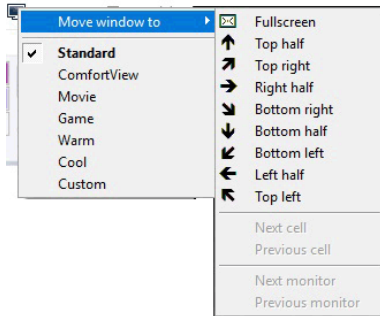 Move window to
Standard
ComfortView
Movie
Game
Warm
Cool
Custom
Fullscreen
Top half
Top right
Right half
Bottom right
Bottom half
Bottom left
Left half
Top left
Next cell
Previous cell
Next monitor
Previous monitor